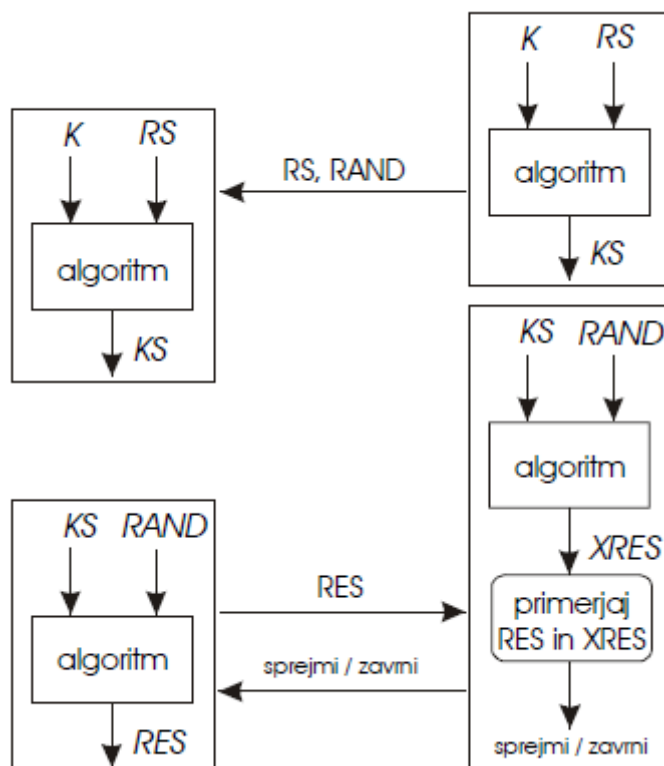 K RS
algoritm
KS
K RS
algoritm
KS
RS, RAND
KS RAND
algoritm
XRES
primerjaj
RES in XRES
sprejmi / zavrni
KS RAND
algoritm
RES
RES
sprejmi / zavrni